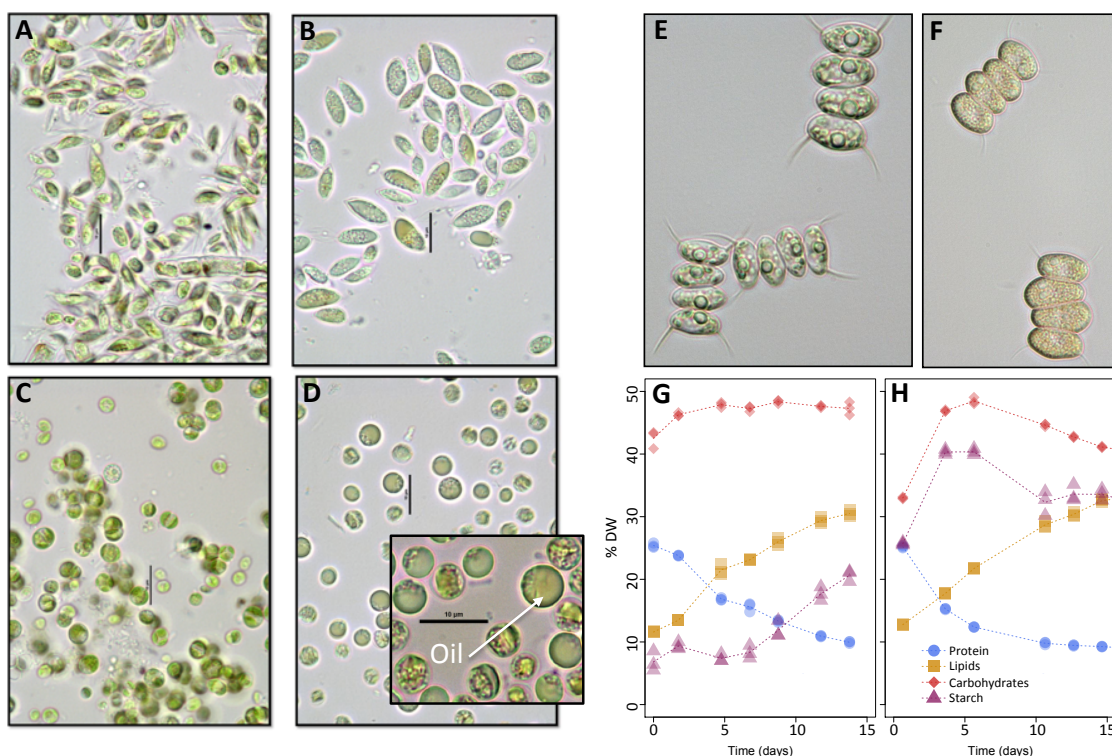 A
B
E
F
C
D
10 µm
Oil
G
H
% DW
50
40
30
20
10
0
0
5
10
15
0
5
10
15
Protein
Lipids
Carbohydrates
Starch
Time (days)
Time (days)